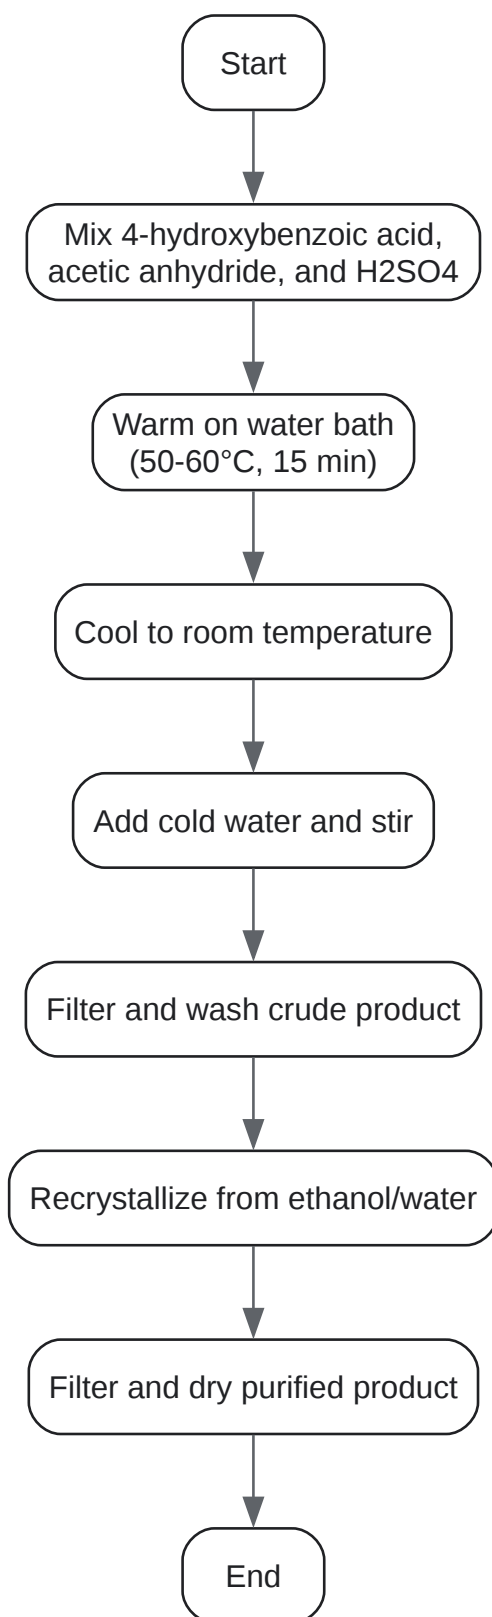 Start
Mix 4-hydroxybenzoic acid,
acetic anhydride, and H2SO4
Warm on water bath
(50-60°C, 15 min)
Cool to room temperature
Add cold water and stir
Filter and wash crude product
Recrystallize from ethanol/water
Filter and dry purified product
End